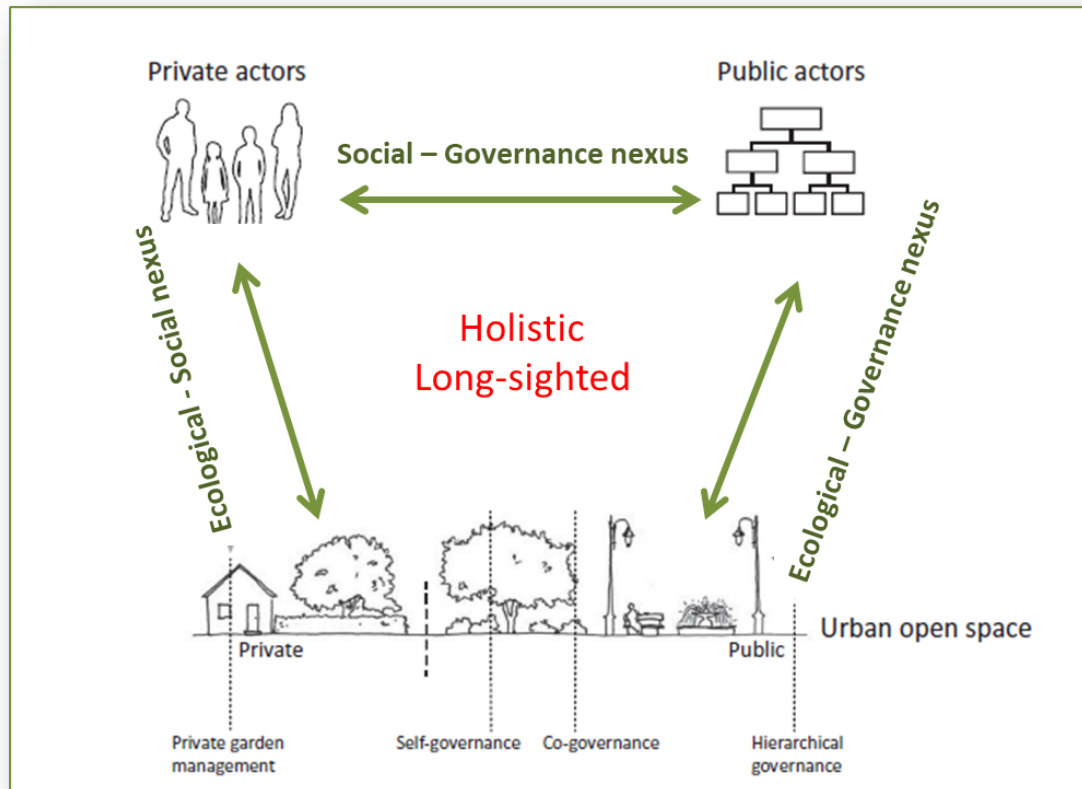 Private actors
Public actors
Social – Governance nexus
Ecological - Social nexus
Ecological – Governance nexus
Holistic
Long-sighted
Private
Public
Urban open space
Private garden
management
Self-governance
Co-governance
Hierarchical
governance